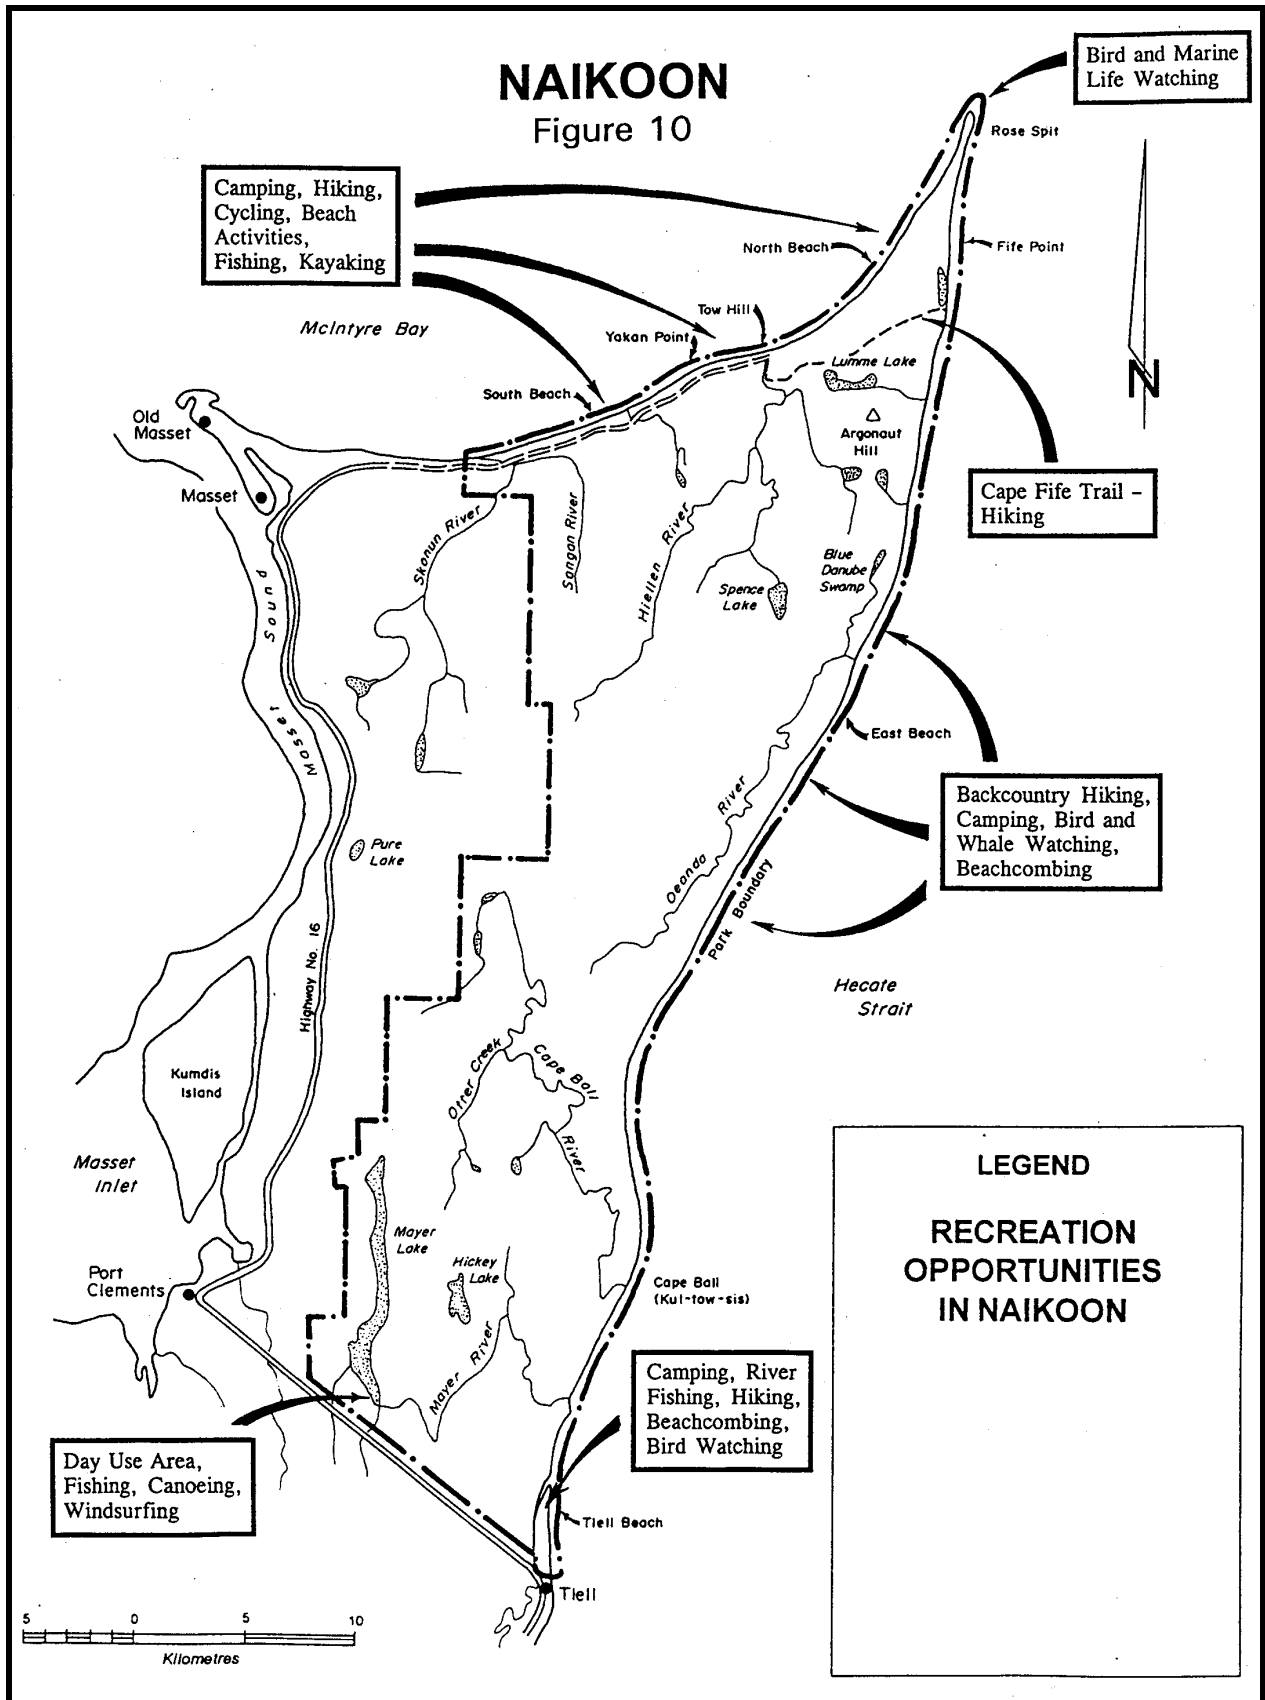 NAIKOON
Figure 10
Bird and Marine
Life Watching
Rose Spit
Camping, Hiking,
Cycling, Beach
Activities,
Fishing, Kayaking
North Beach
Fife Point
McIntyre Bay
Tow Hill
Yakan Point
Lumme Lake
South Beach
N
Old
Masset
Argonaut
Hill
Masset
Cape Fife Trail -
Hiking
Skonun River
Sangan River
Hiellen River
Blue
Danube
Swamp
Spence
Lake
Masset Sound
East Beach
Backcountry Hiking,
Camping, Bird and
Whale Watching,
Beachcombing
Pure
Lake
Oeanda River
Park Boundary
Highway No. 16
Hecate
Strait
Otter Creek
Cape Ball River
Kumdis
Island
Masset
Inlet
LEGEND
RECREATION
OPPORTUNITIES
IN NAIKOON
Mayer
Lake
Hickey
Lake
Port
Clements
Cape Ball
(Kul-tow-sis)
Mayer River
Camping, River
Fishing, Hiking,
Beachcombing,
Bird Watching
Day Use Area,
Fishing, Canoeing,
Windsurfing
Tlell Beach
Tlell
5 0 5 10
Kilometres